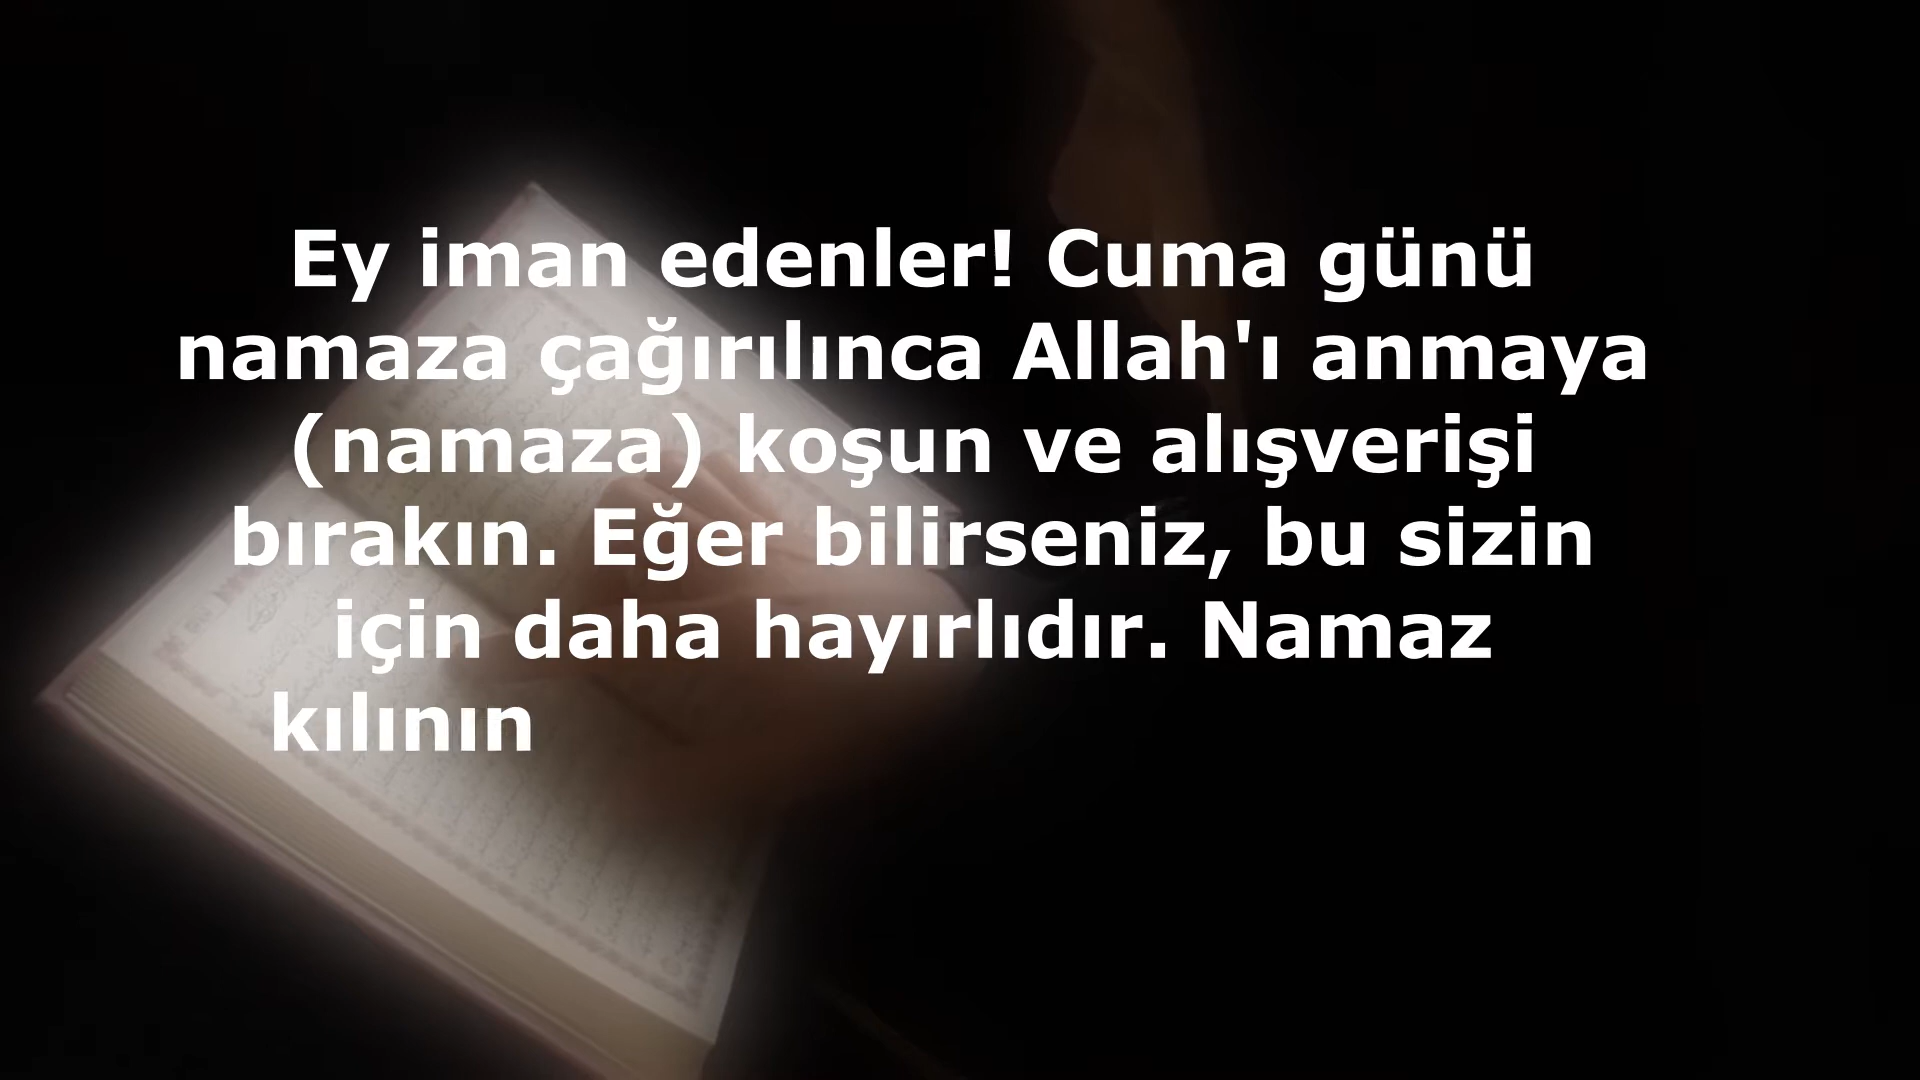 Ey iman edenler! Cuma günü
namaza çağırılınca Allah'ı anmaya
(namaza) koşun ve alışverişi
bırakın. Eğer bilirseniz, bu sizin
için daha hayırlıdır. Namaz
kılının